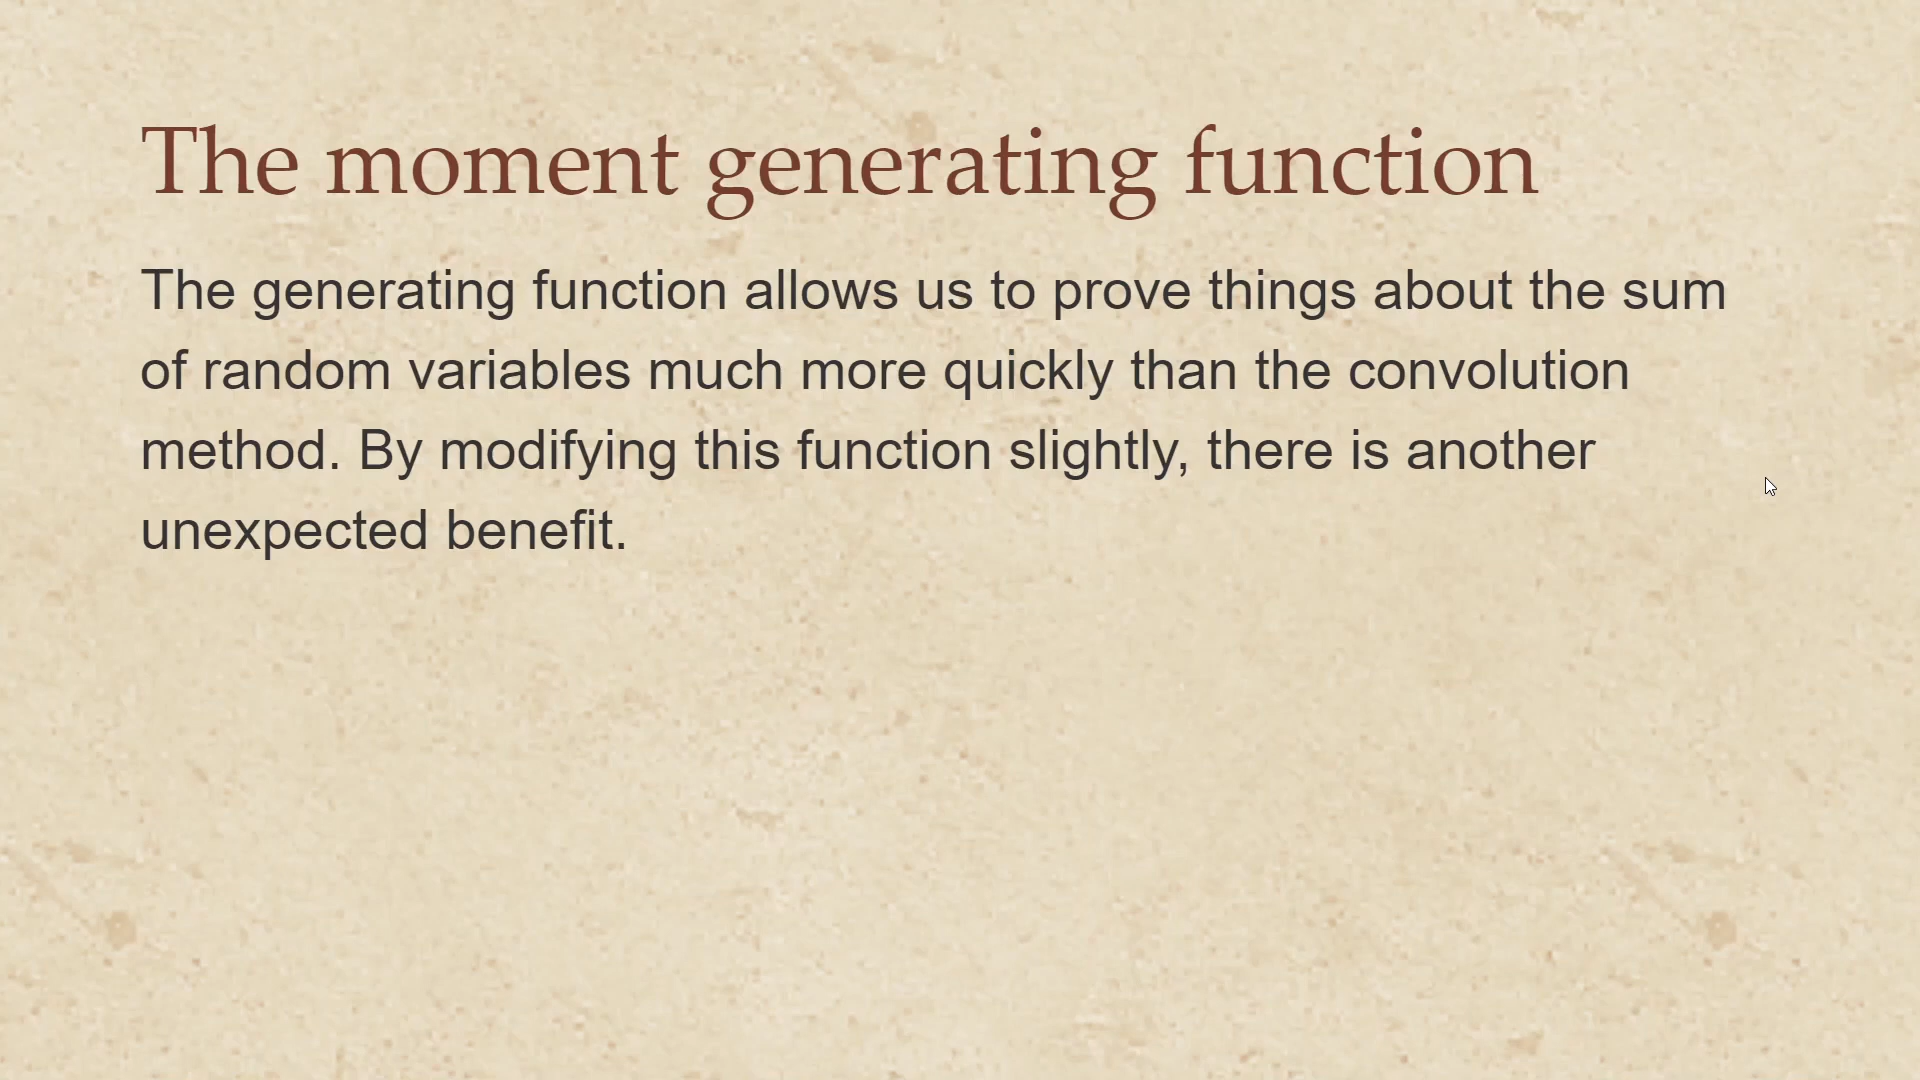 The moment generating function
The generating function allows us to prove things about the sum
of random variables much more quickly than the convolution
method. By modifying this function slightly, there is another
unexpected benefit.